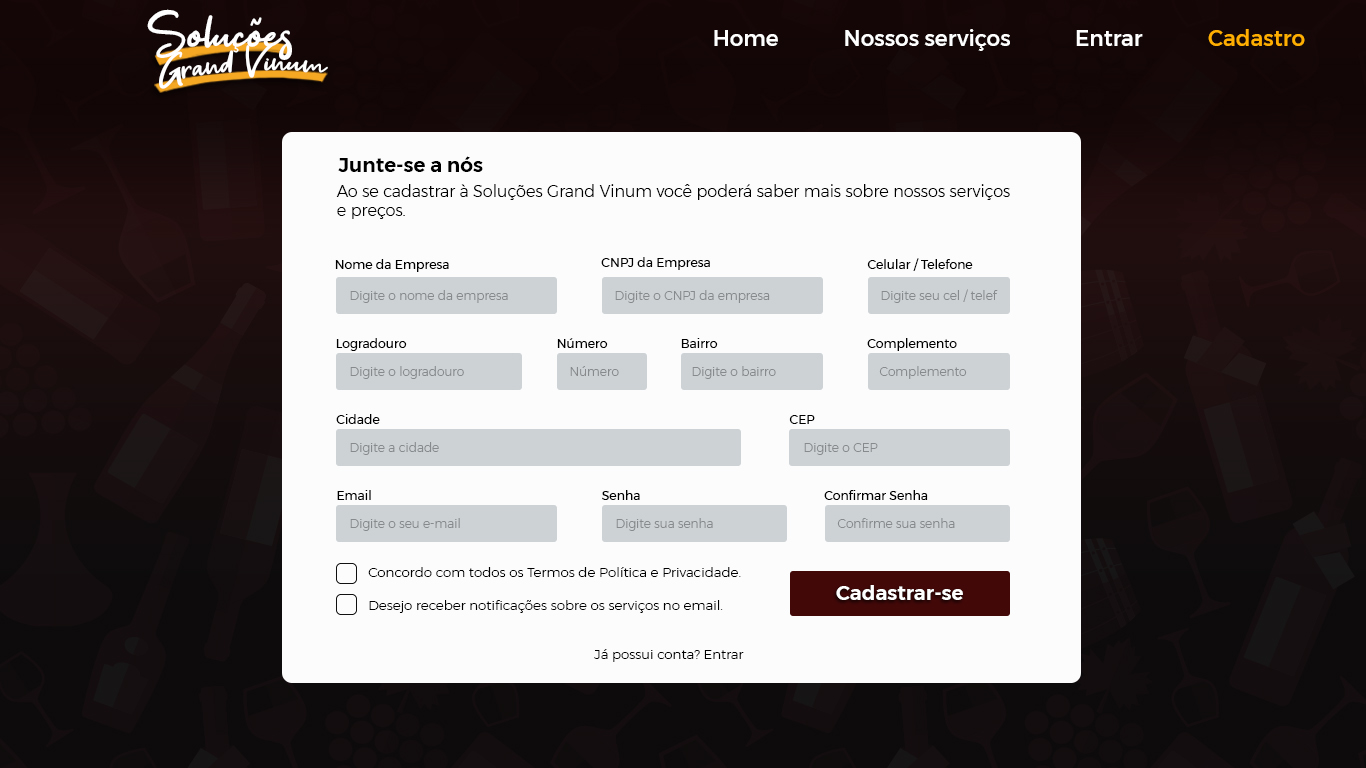 Soluções
Grand Vinum
Home Nossos serviços Entrar Cadastro
Junte-se a nós
Ao se cadastrar à Soluções Grand Vinum você poderá saber mais sobre nossos serviços
e preços.
Nome da Empresa CNPJ da Empresa Celular / Telefone
Digite o nome da empresa Digite o CNPJ da empresa Digite seu cel / telef
Logradouro Número Bairro Complemento
Digite o logradouro Número Digite o bairro Complemento
Cidade CEP
Digite a cidade Digite o CEP
Email Senha Confirmar Senha
Digite o seu e-mail Digite sua senha Confirme sua senha
Concordo com todos os Termos de Política e Privacidade.
Cadastrar-se
Desejo receber notificações sobre os serviços no email.
Já possui conta? Entrar